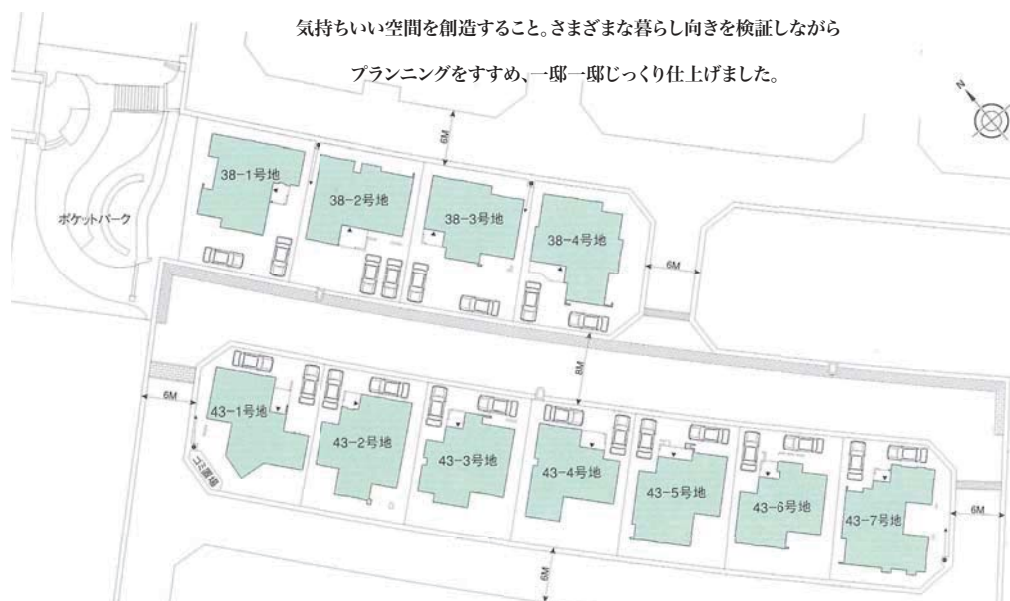 気持ちいい空間を創造すること。さまざまな暮らし向きを検証しながら
プランニングをすすめ、一邸一邸じっくり仕上げました。
N
6M
38-1号地
38-2号地
38-3号地
38-4号地
ポケットパーク
6M
8M
6M
43-1号地
43-2号地
43-3号地
43-4号地
43-5号地
43-6号地
43-7号地
ゴミ置場
6M
6M